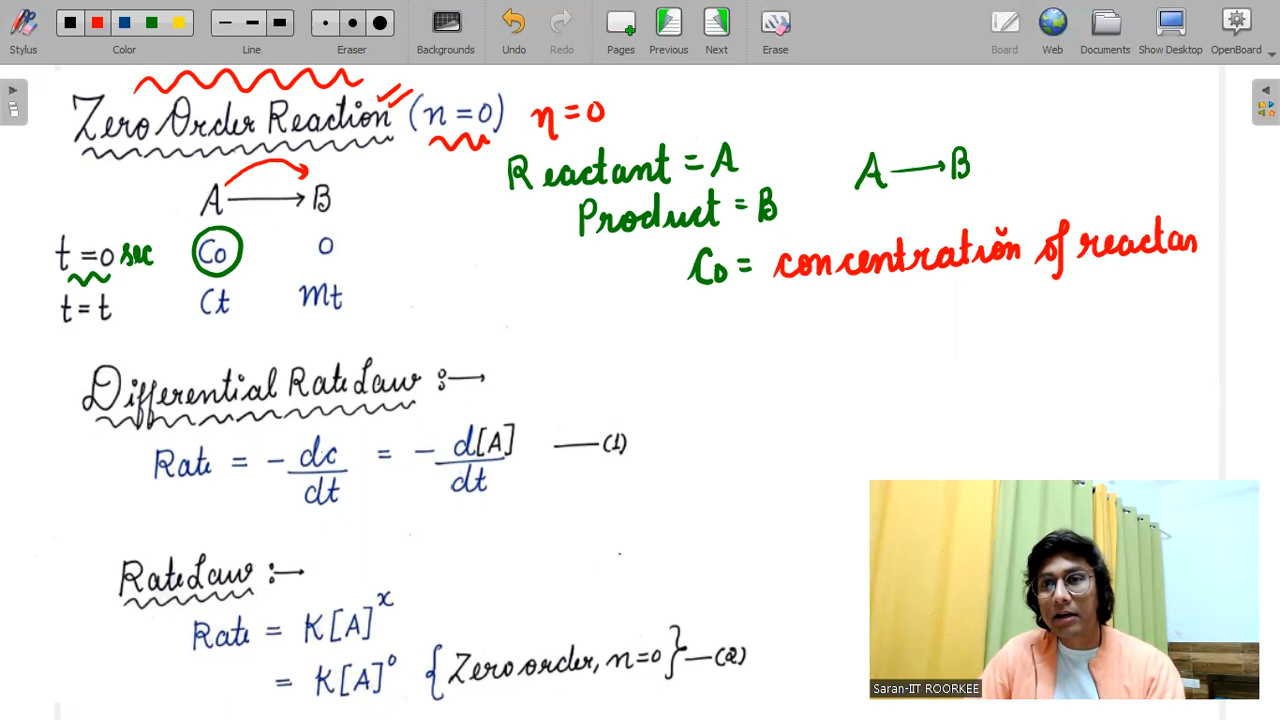 Stylus Color Line Eraser Backgrounds Undo Redo Pages Previous Next Erase Board Web Documents Show Desktop OpenBoard
Zero Order Reaction (n=0) n=0
Reactant = A A ⟶ B
A ⟶ B
Product = B
t=0 sec Co 0
Co = concentration of reactan
t=t Ct Mt
Differential Rate Law :⟶
Rate = - dc/dt = - d[A]/dt —(1)
Rate Law :⟶
Rate = K[A]^x
= K[A]^0 {Zero order, n=0} —(2)
Saran-IIT ROORKEE